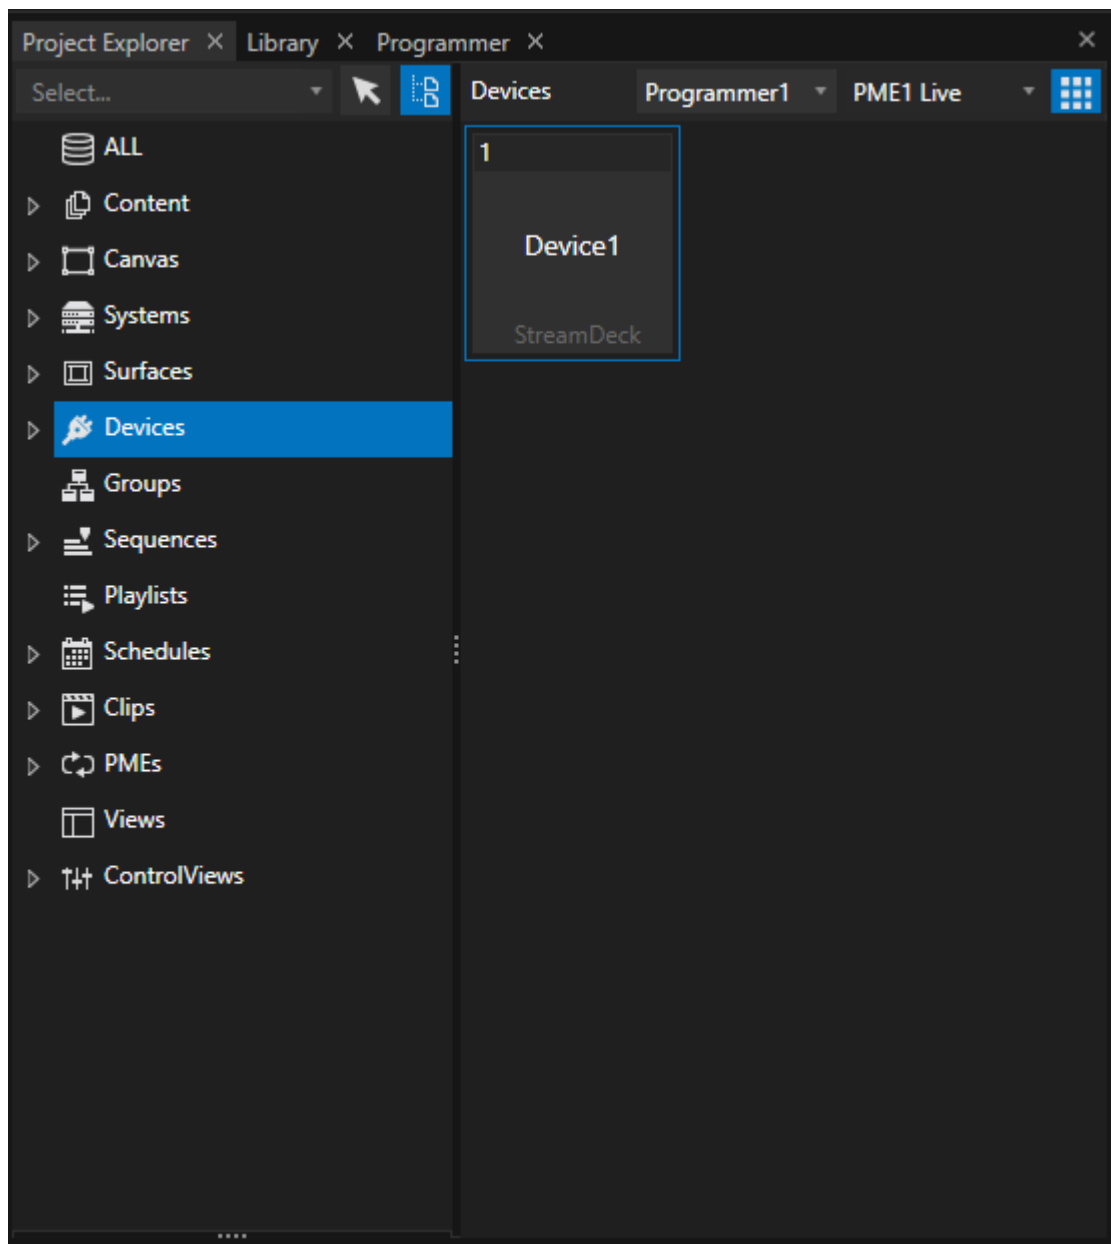 Project Explorer Library Programmer
Select... Devices Programmer1 PME1 Live
ALL
Content
Canvas
Systems
Surfaces
Devices
Groups
Sequences
Playlists
Schedules
Clips
PMEs
Views
ControlViews
1
Device1
StreamDeck